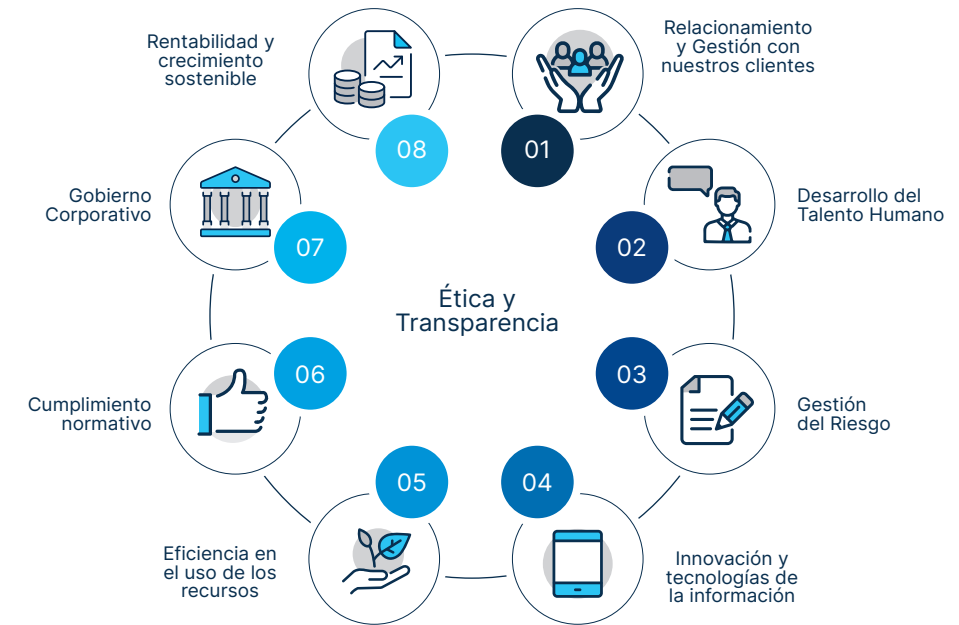 Relacionamiento
y Gestión con
nuestros clientes
01
Desarrollo del
Talento Humano
02
Gestión
del Riesgo
03
Innovación y
tecnologías de
la información
04
Eficiencia en
el uso de los
recursos
05
Cumplimiento
normativo
06
Gobierno
Corporativo
07
Rentabilidad y
crecimiento
sostenible
08
Ética y
Transparencia